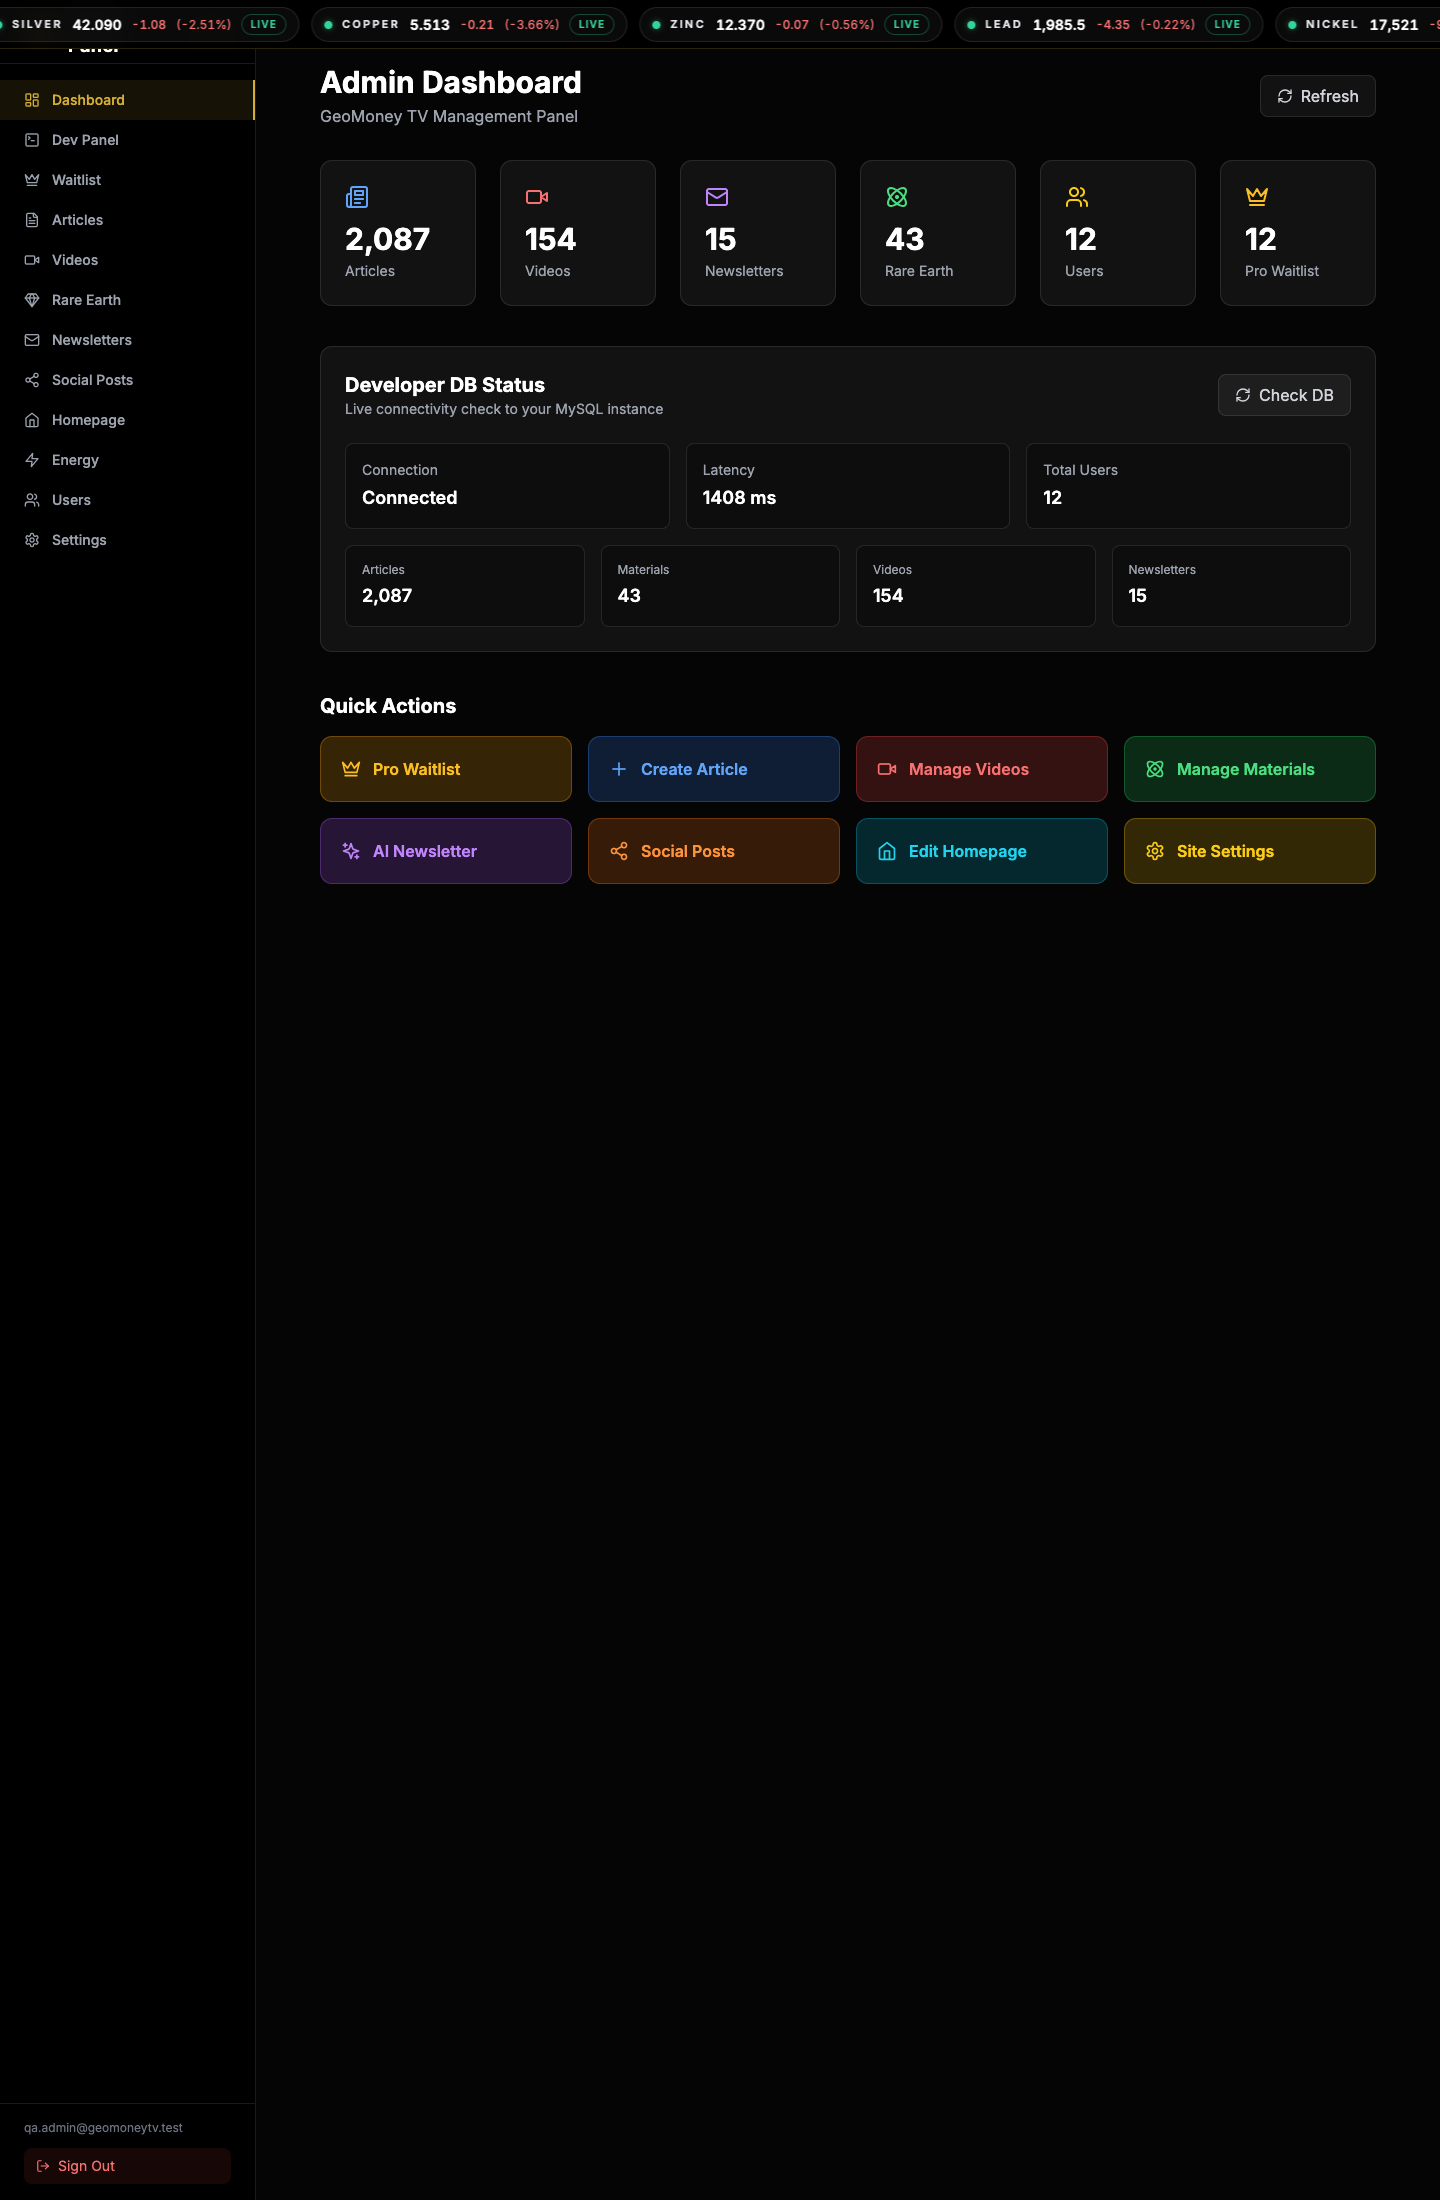 SILVER 42.090 -1.08 (-2.51%) LIVE COPPER 5.513 -0.21 (-3.66%) LIVE ZINC 12.370 -0.07 (-0.56%) LIVE LEAD 1,985.5 -4.35 (-0.22%) LIVE NICKEL 17,521
Panel
Dashboard
Dev Panel
Waitlist
Articles
Videos
Rare Earth
Newsletters
Social Posts
Homepage
Energy
Users
Settings
qa.admin@geomoneytv.test
Sign Out
Admin Dashboard
GeoMoney TV Management Panel
Refresh
2,087
Articles
154
Videos
15
Newsletters
43
Rare Earth
12
Users
12
Pro Waitlist
Developer DB Status
Live connectivity check to your MySQL instance
Check DB
Connection
Connected
Latency
1408 ms
Total Users
12
Articles
2,087
Materials
43
Videos
154
Newsletters
15
Quick Actions
Pro Waitlist
Create Article
Manage Videos
Manage Materials
AI Newsletter
Social Posts
Edit Homepage
Site Settings